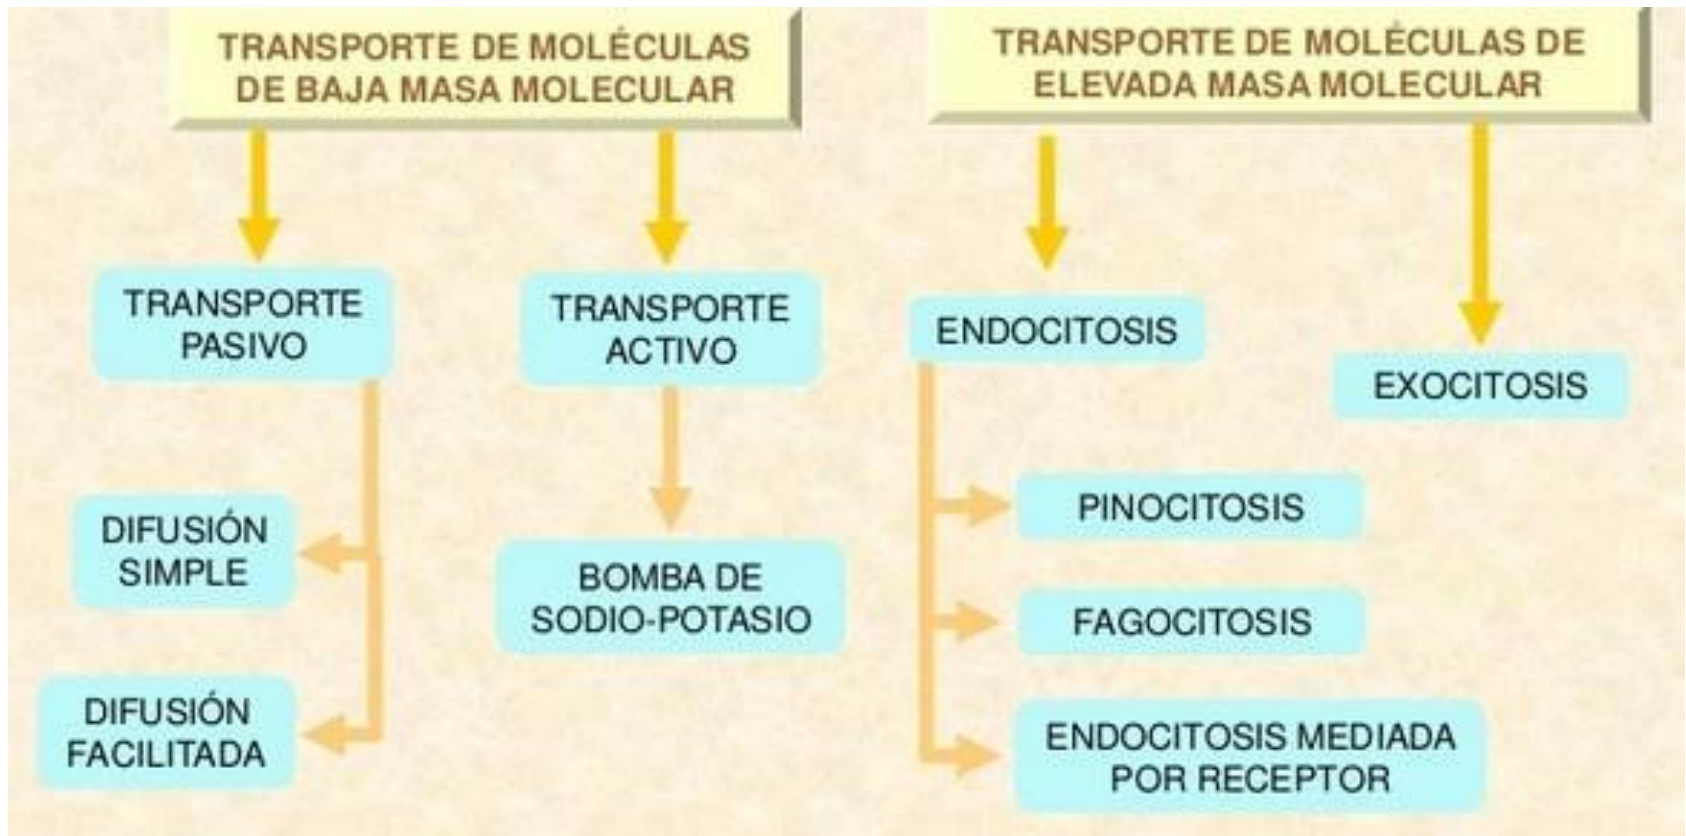 TRANSPORTE DE MOLÉCULAS
DE BAJA MASA MOLECULAR
TRANSPORTE DE MOLÉCULAS DE
ELEVADA MASA MOLECULAR
TRANSPORTE
PASIVO
TRANSPORTE
ACTIVO
ENDOCITOSIS
EXOCITOSIS
DIFUSIÓN
SIMPLE
BOMBA DE
SODIO-POTASIO
PINOCITOSIS
FAGOCITOSIS
DIFUSIÓN
FACILITADA
ENDOCITOSIS MEDIADA
POR RECEPTOR